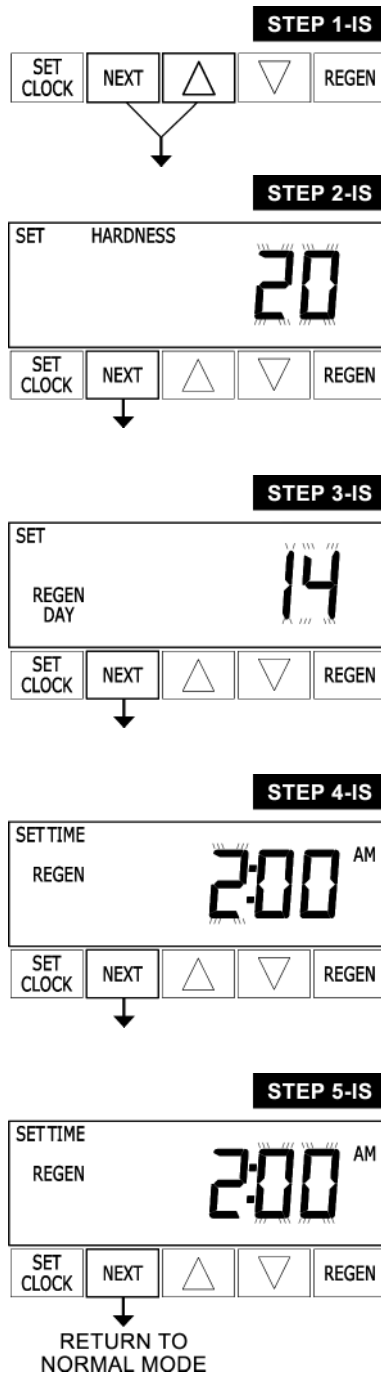 STEP 1-IS
SET CLOCK NEXT REGEN
STEP 2-IS
SET HARDNESS
20
SET CLOCK NEXT REGEN
STEP 3-IS
SET
14
REGEN DAY
SET CLOCK NEXT REGEN
STEP 4-IS
SET TIME
REGEN
2:00 AM
SET CLOCK NEXT REGEN
STEP 5-IS
SET TIME
REGEN
2:00 AM
SET CLOCK NEXT REGEN
RETURN TO
NORMAL MODE